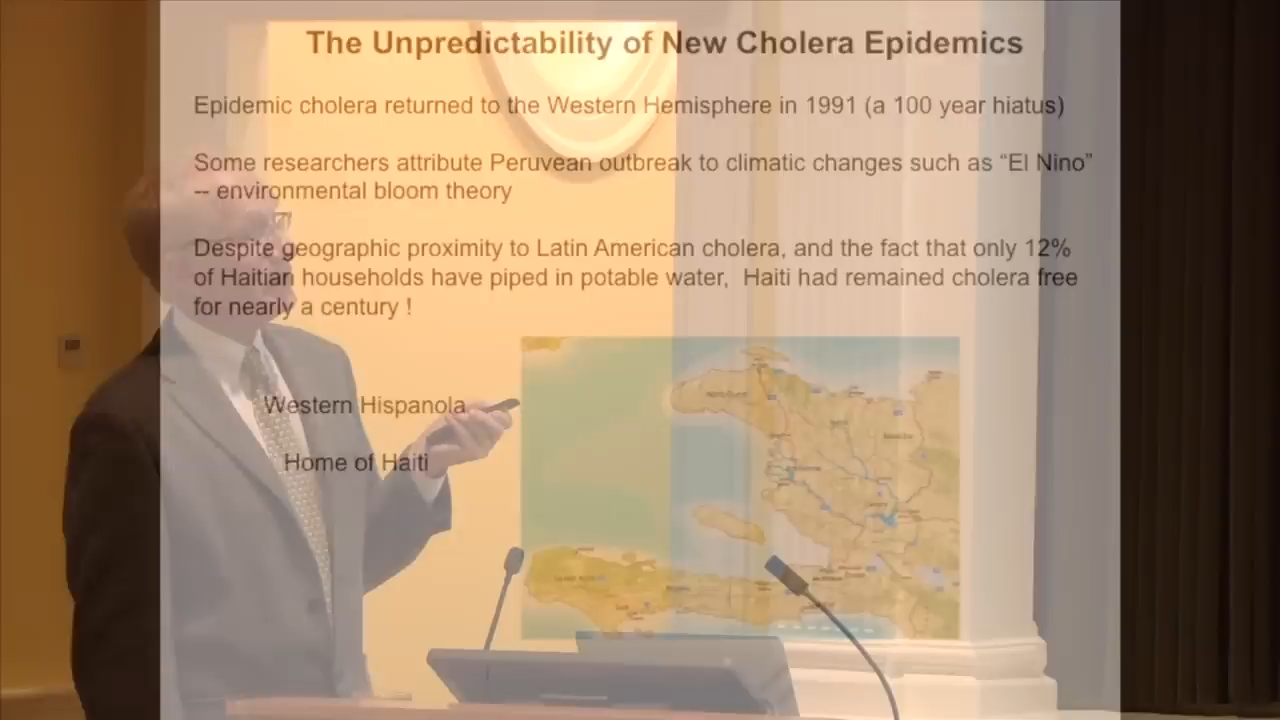 The Unpredictability of New Cholera Epidemics
Epidemic cholera returned to the Western Hemisphere in 1991 (a 100 year hiatus)
Some researchers attribute Peruvean outbreak to climatic changes such as “El Nino”
-- environmental bloom theory
Despite geographic proximity to Latin American cholera, and the fact that only 12%
of Haitian households have piped in potable water, Haiti had remained cholera free
for nearly a century !
Western Hispanola
Home of Haiti